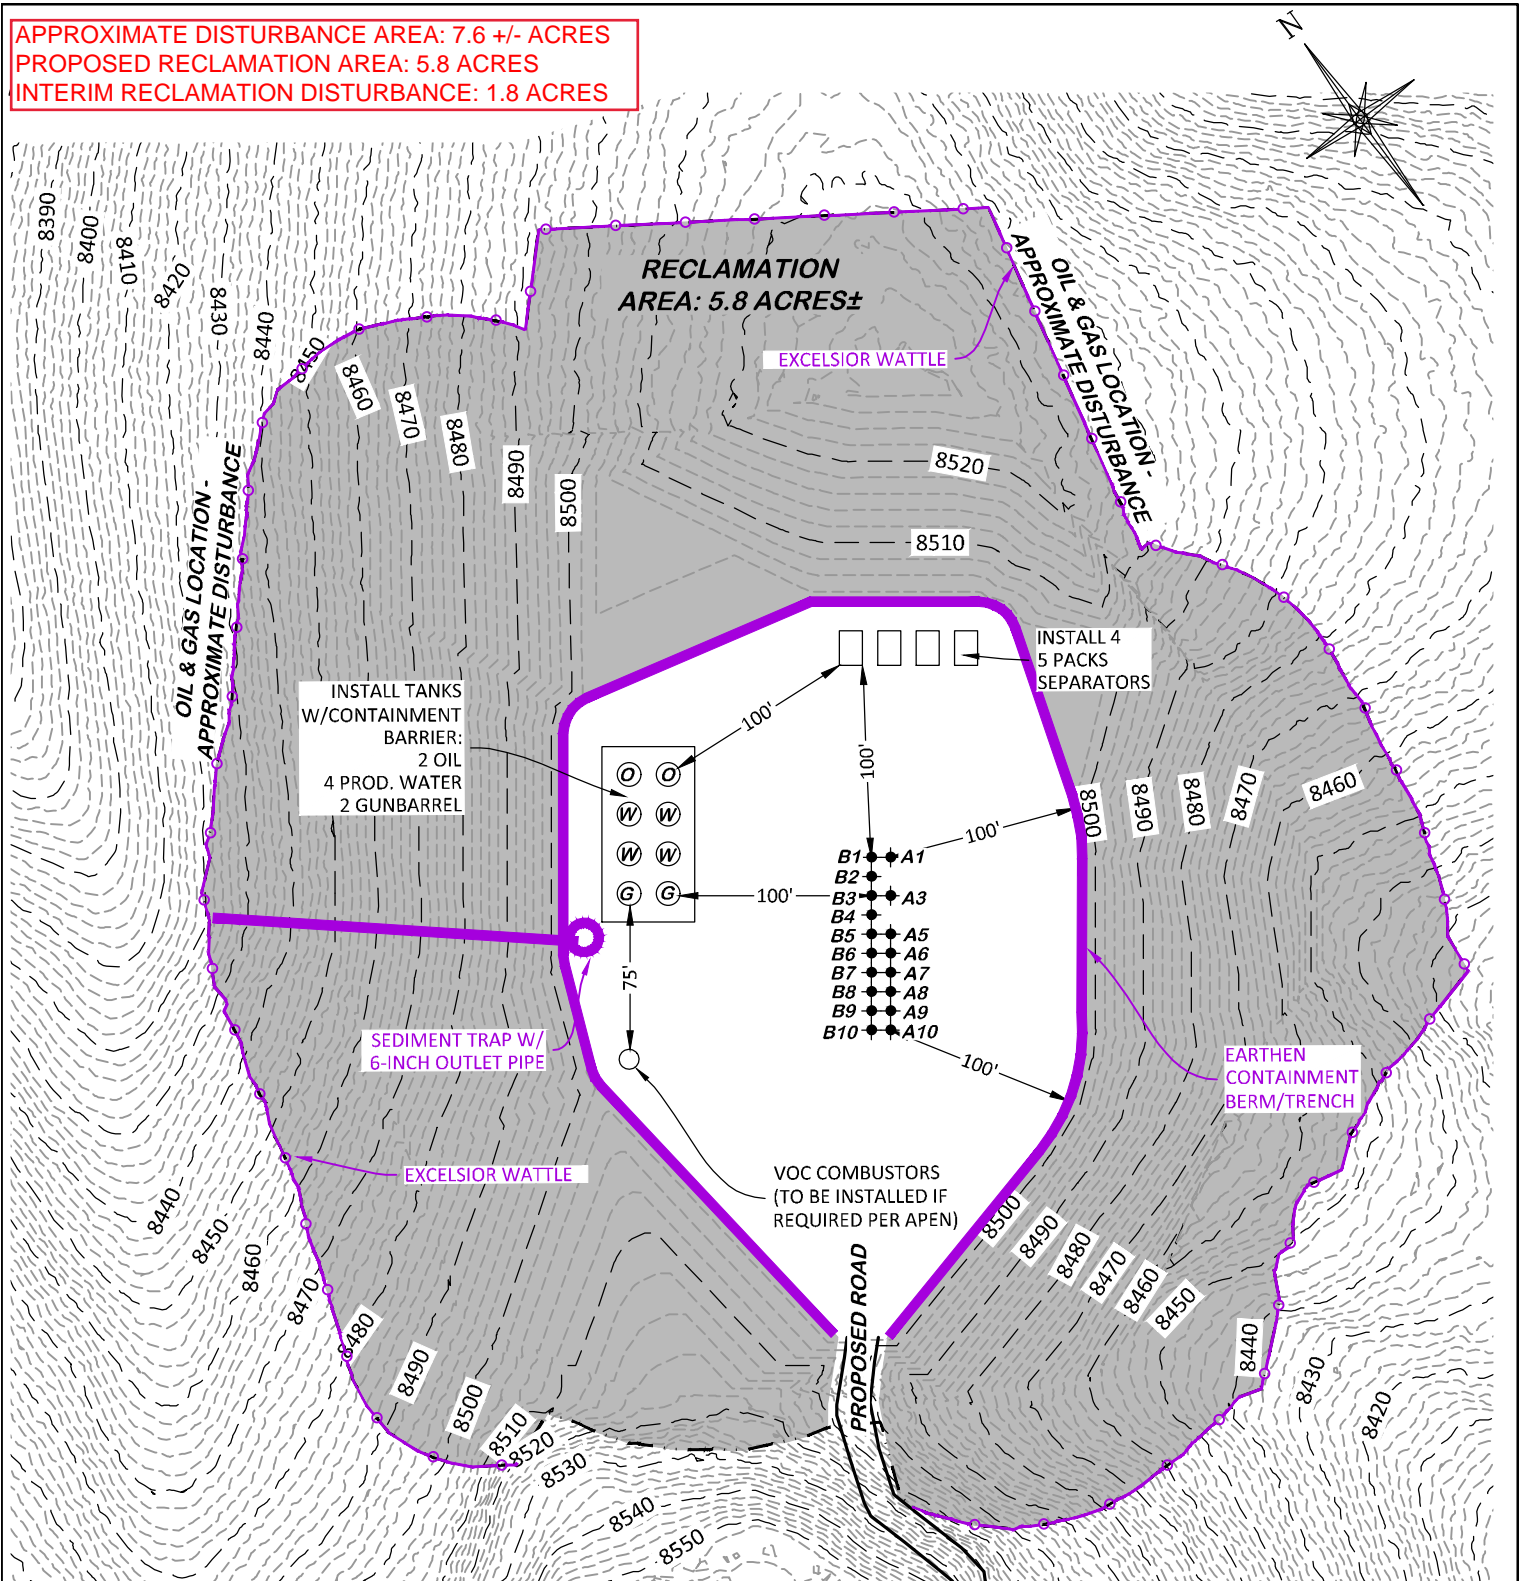 APPROXIMATE DISTURBANCE AREA: 7.6 +/- ACRES
PROPOSED RECLAMATION AREA: 5.8 ACRES
INTERIM RECLAMATION DISTURBANCE: 1.8 ACRES
N
8390
8400
8410
8420
8430
8440
8450
8460
8470
8480
8490
8500
RECLAMATION
AREA: 5.8 ACRES±
EXCELSIOR WATTLE
OIL & GAS LOCATION -
APPROXIMATE DISTURBANCE
8520
8510
OIL & GAS LOCATION -
APPROXIMATE DISTURBANCE
INSTALL TANKS
W/CONTAINMENT
BARRIER:
2 OIL
4 PROD. WATER
2 GUNBARREL
INSTALL 4
5 PACKS
SEPARATORS
100'
100'
O O
W W
W W
G G
100'
100'
75'
100'
B1 A1
B2
B3 A3
B4
B5 A5
B6 A6
B7 A7
B8 A8
B9 A9
B10 A10
8500
8490
8480
8470
8460
SEDIMENT TRAP W/
6-INCH OUTLET PIPE
EARTHEN
CONTAINMENT
BERM/TRENCH
EXCELSIOR WATTLE
VOC COMBUSTORS
(TO BE INSTALLED IF
REQUIRED PER APEN)
PROPOSED ROAD
8440
8450
8460
8470
8480
8490
8500
8510
8520
8530
8540
8550
8500
8490
8480
8470
8460
8450
8440
8430
8420